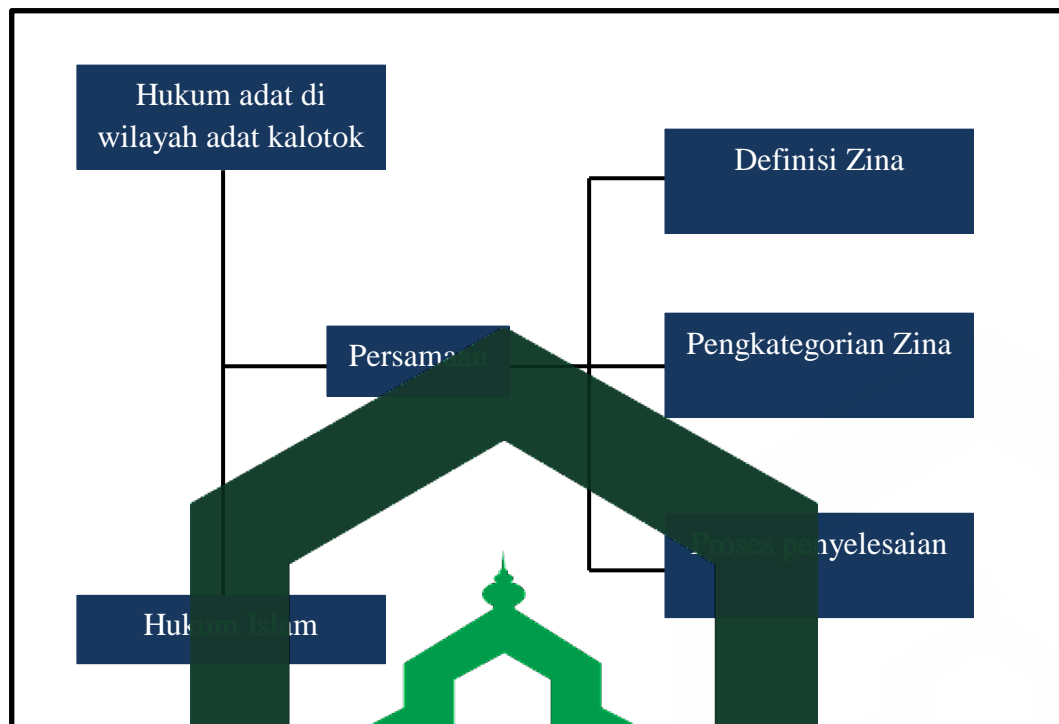 Hukum adat di
wilayah adat kalotok
Definisi Zina
Persamaan
Pengkategorian Zina
Proses penyelesaian
Hukum Islam